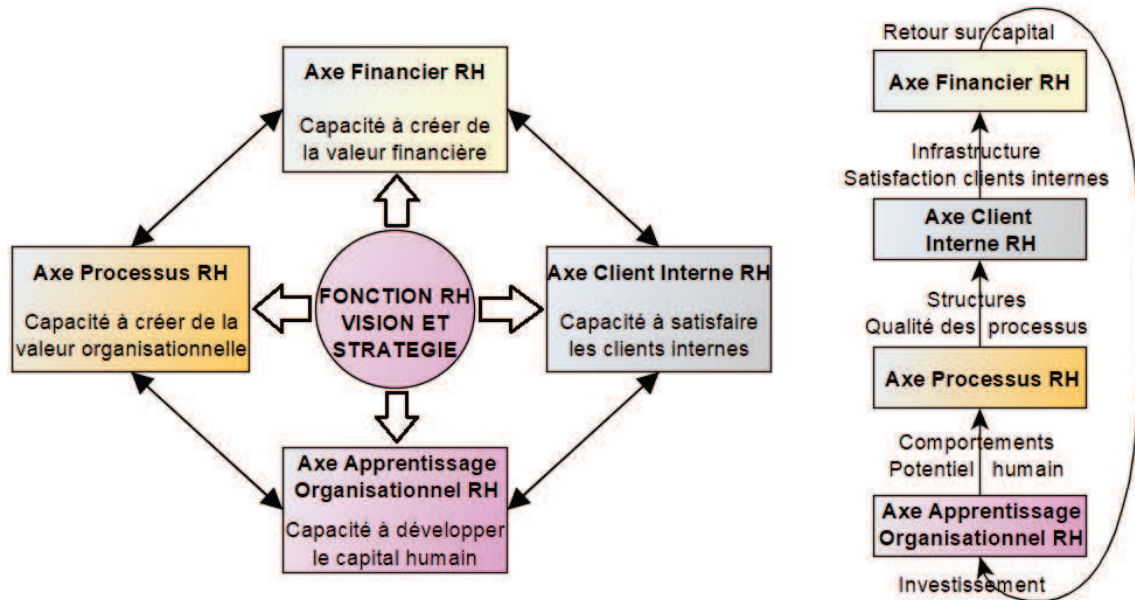 Axe Financier RH
Capacité à créer de
la valeur financière
Axe Processus RH
Capacité à créer de la
valeur organisationnelle
FONCTION RH
VISION ET
STRATEGIE
Axe Client Interne RH
Capacité à satisfaire
les clients internes
Axe Apprentissage
Organisationnel RH
Capacité à développer
le capital humain
Retour sur capital
Axe Financier RH
Infrastructure
Satisfaction clients internes
Axe Client
Interne RH
Structures
Qualité des processus
Axe Processus RH
Comportements
Potentiel humain
Axe Apprentissage
Organisationnel RH
Investissement